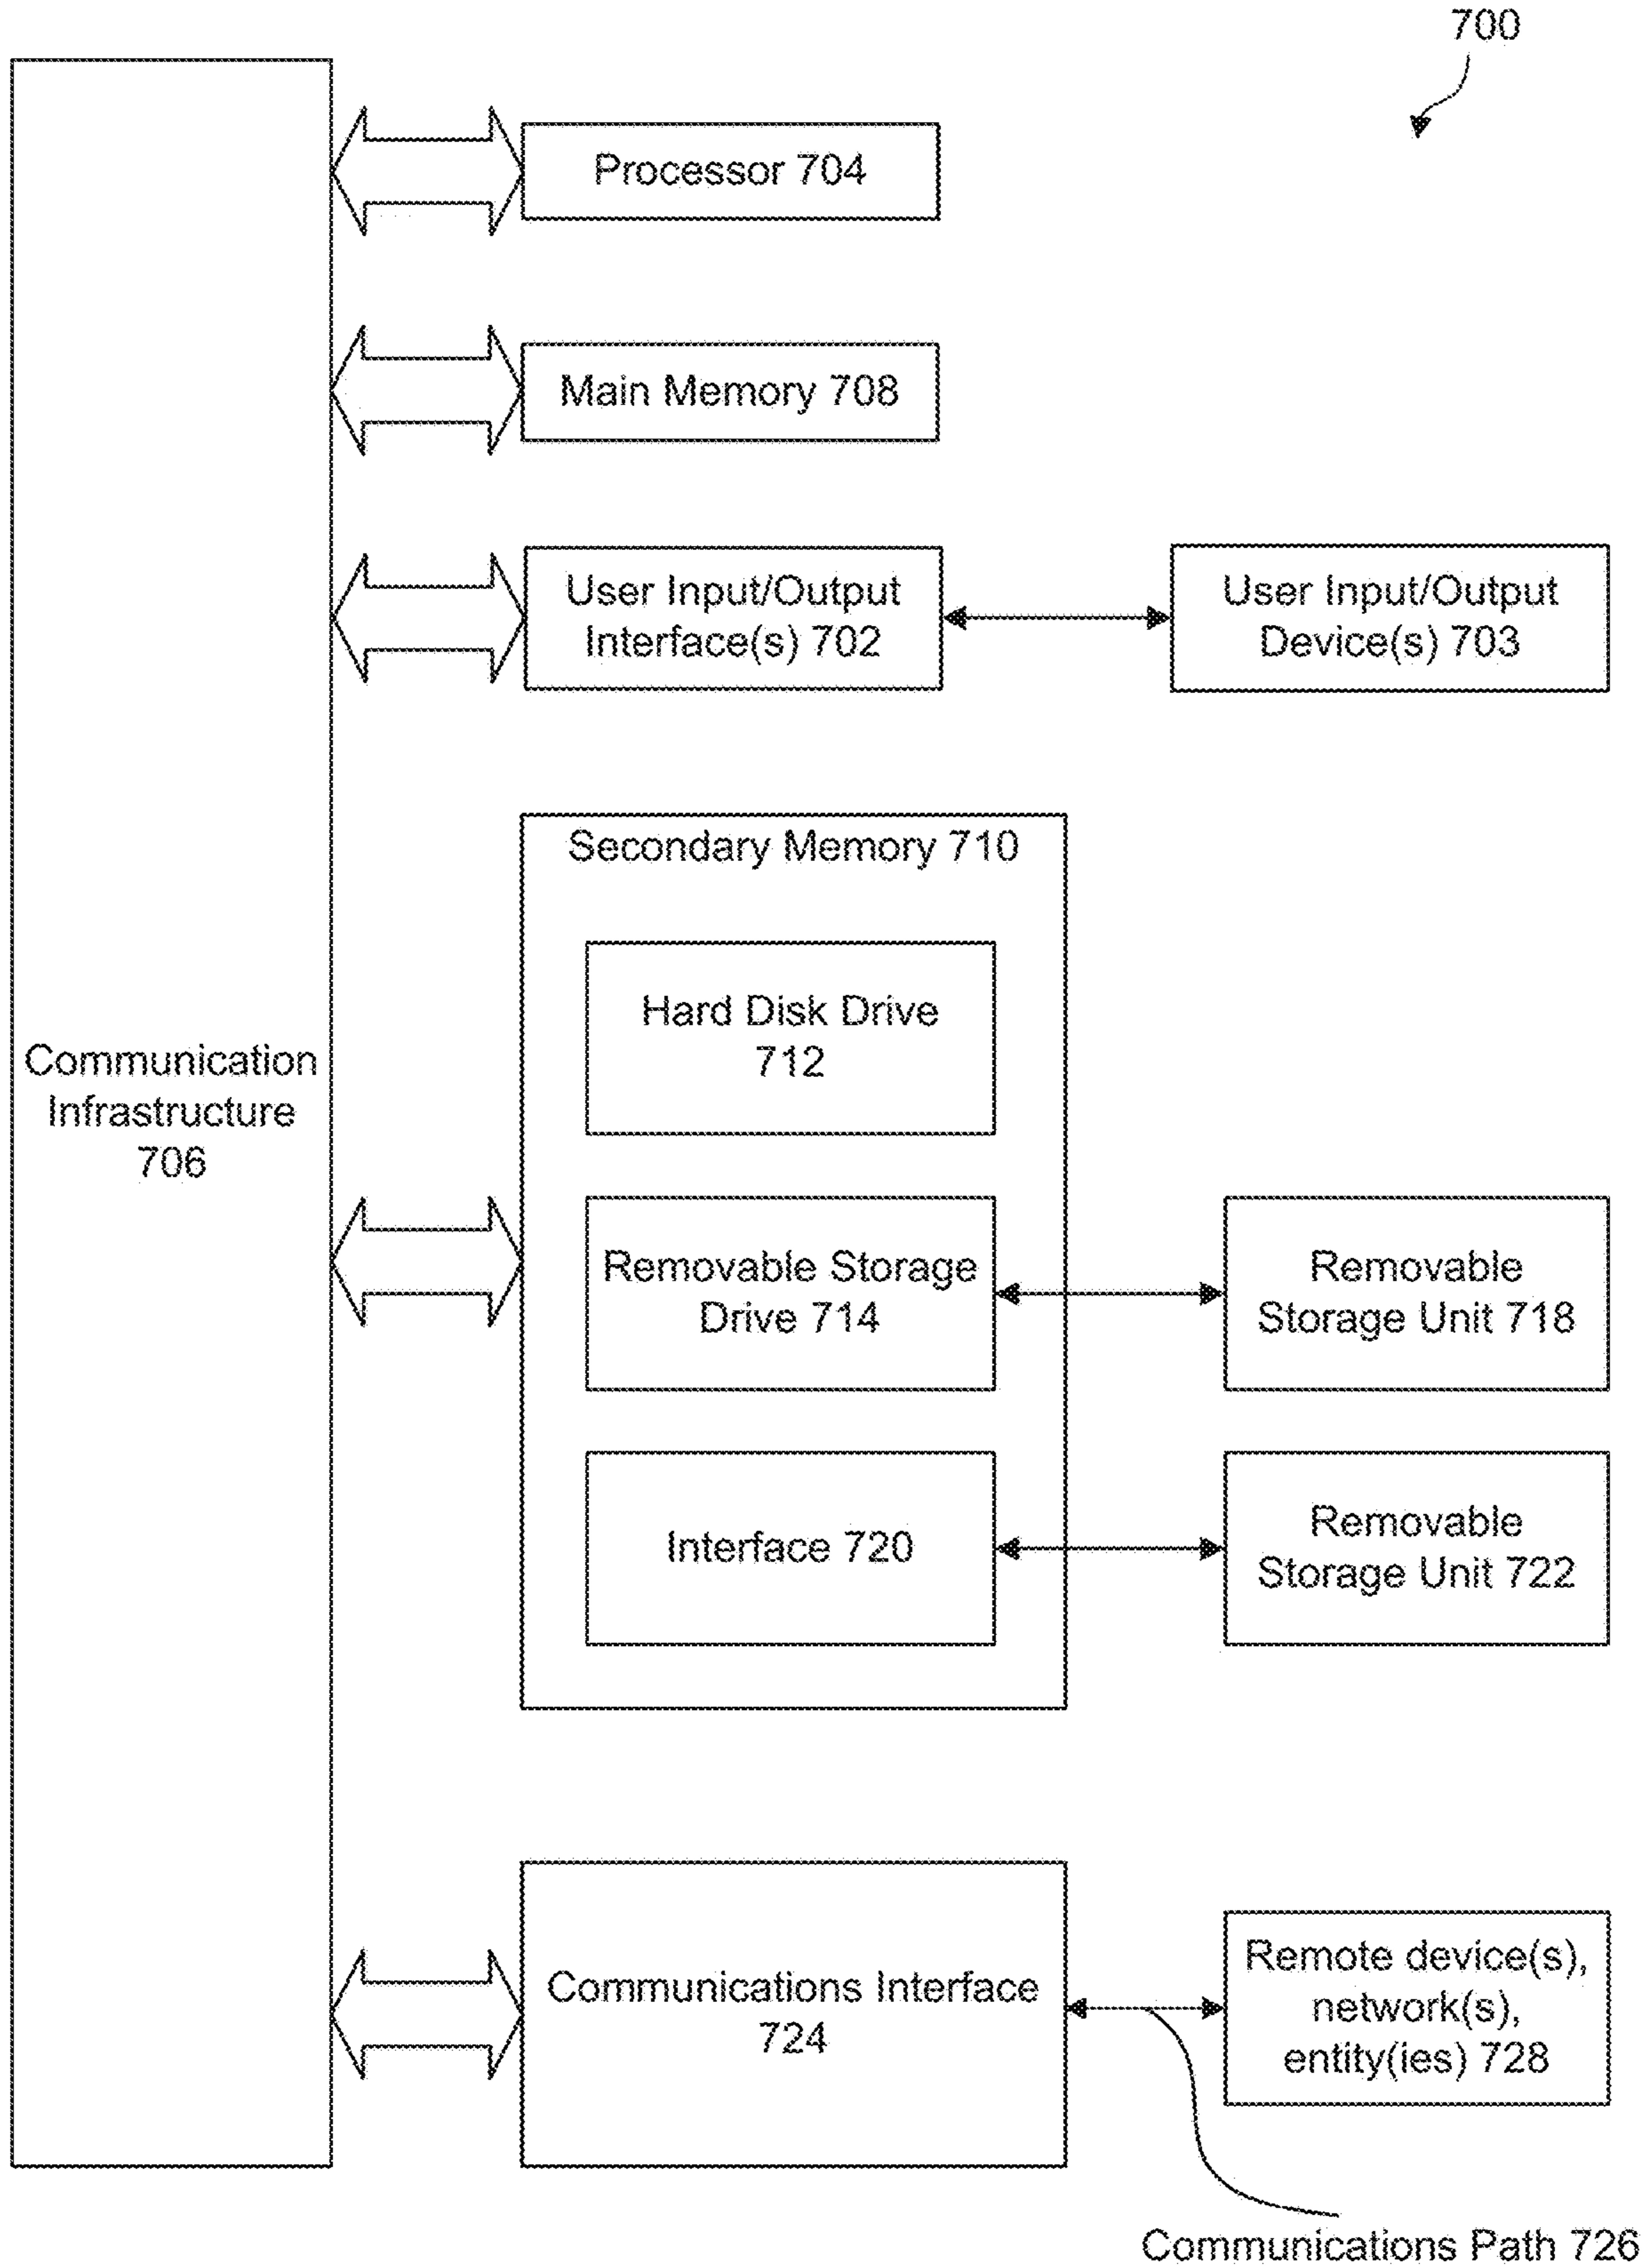 700
Processor 704
Main Memory 708
User Input/Output
Interface(s) 702
User Input/Output
Device(s) 703
Secondary Memory 710
Hard Disk Drive
712
Communication
Infrastructure
706
Removable Storage
Drive 714
Removable
Storage Unit 718
Interface 720
Removable
Storage Unit 722
Communications Interface
724
Remote device(s),
network(s),
entity(ies) 728
Communications Path 726